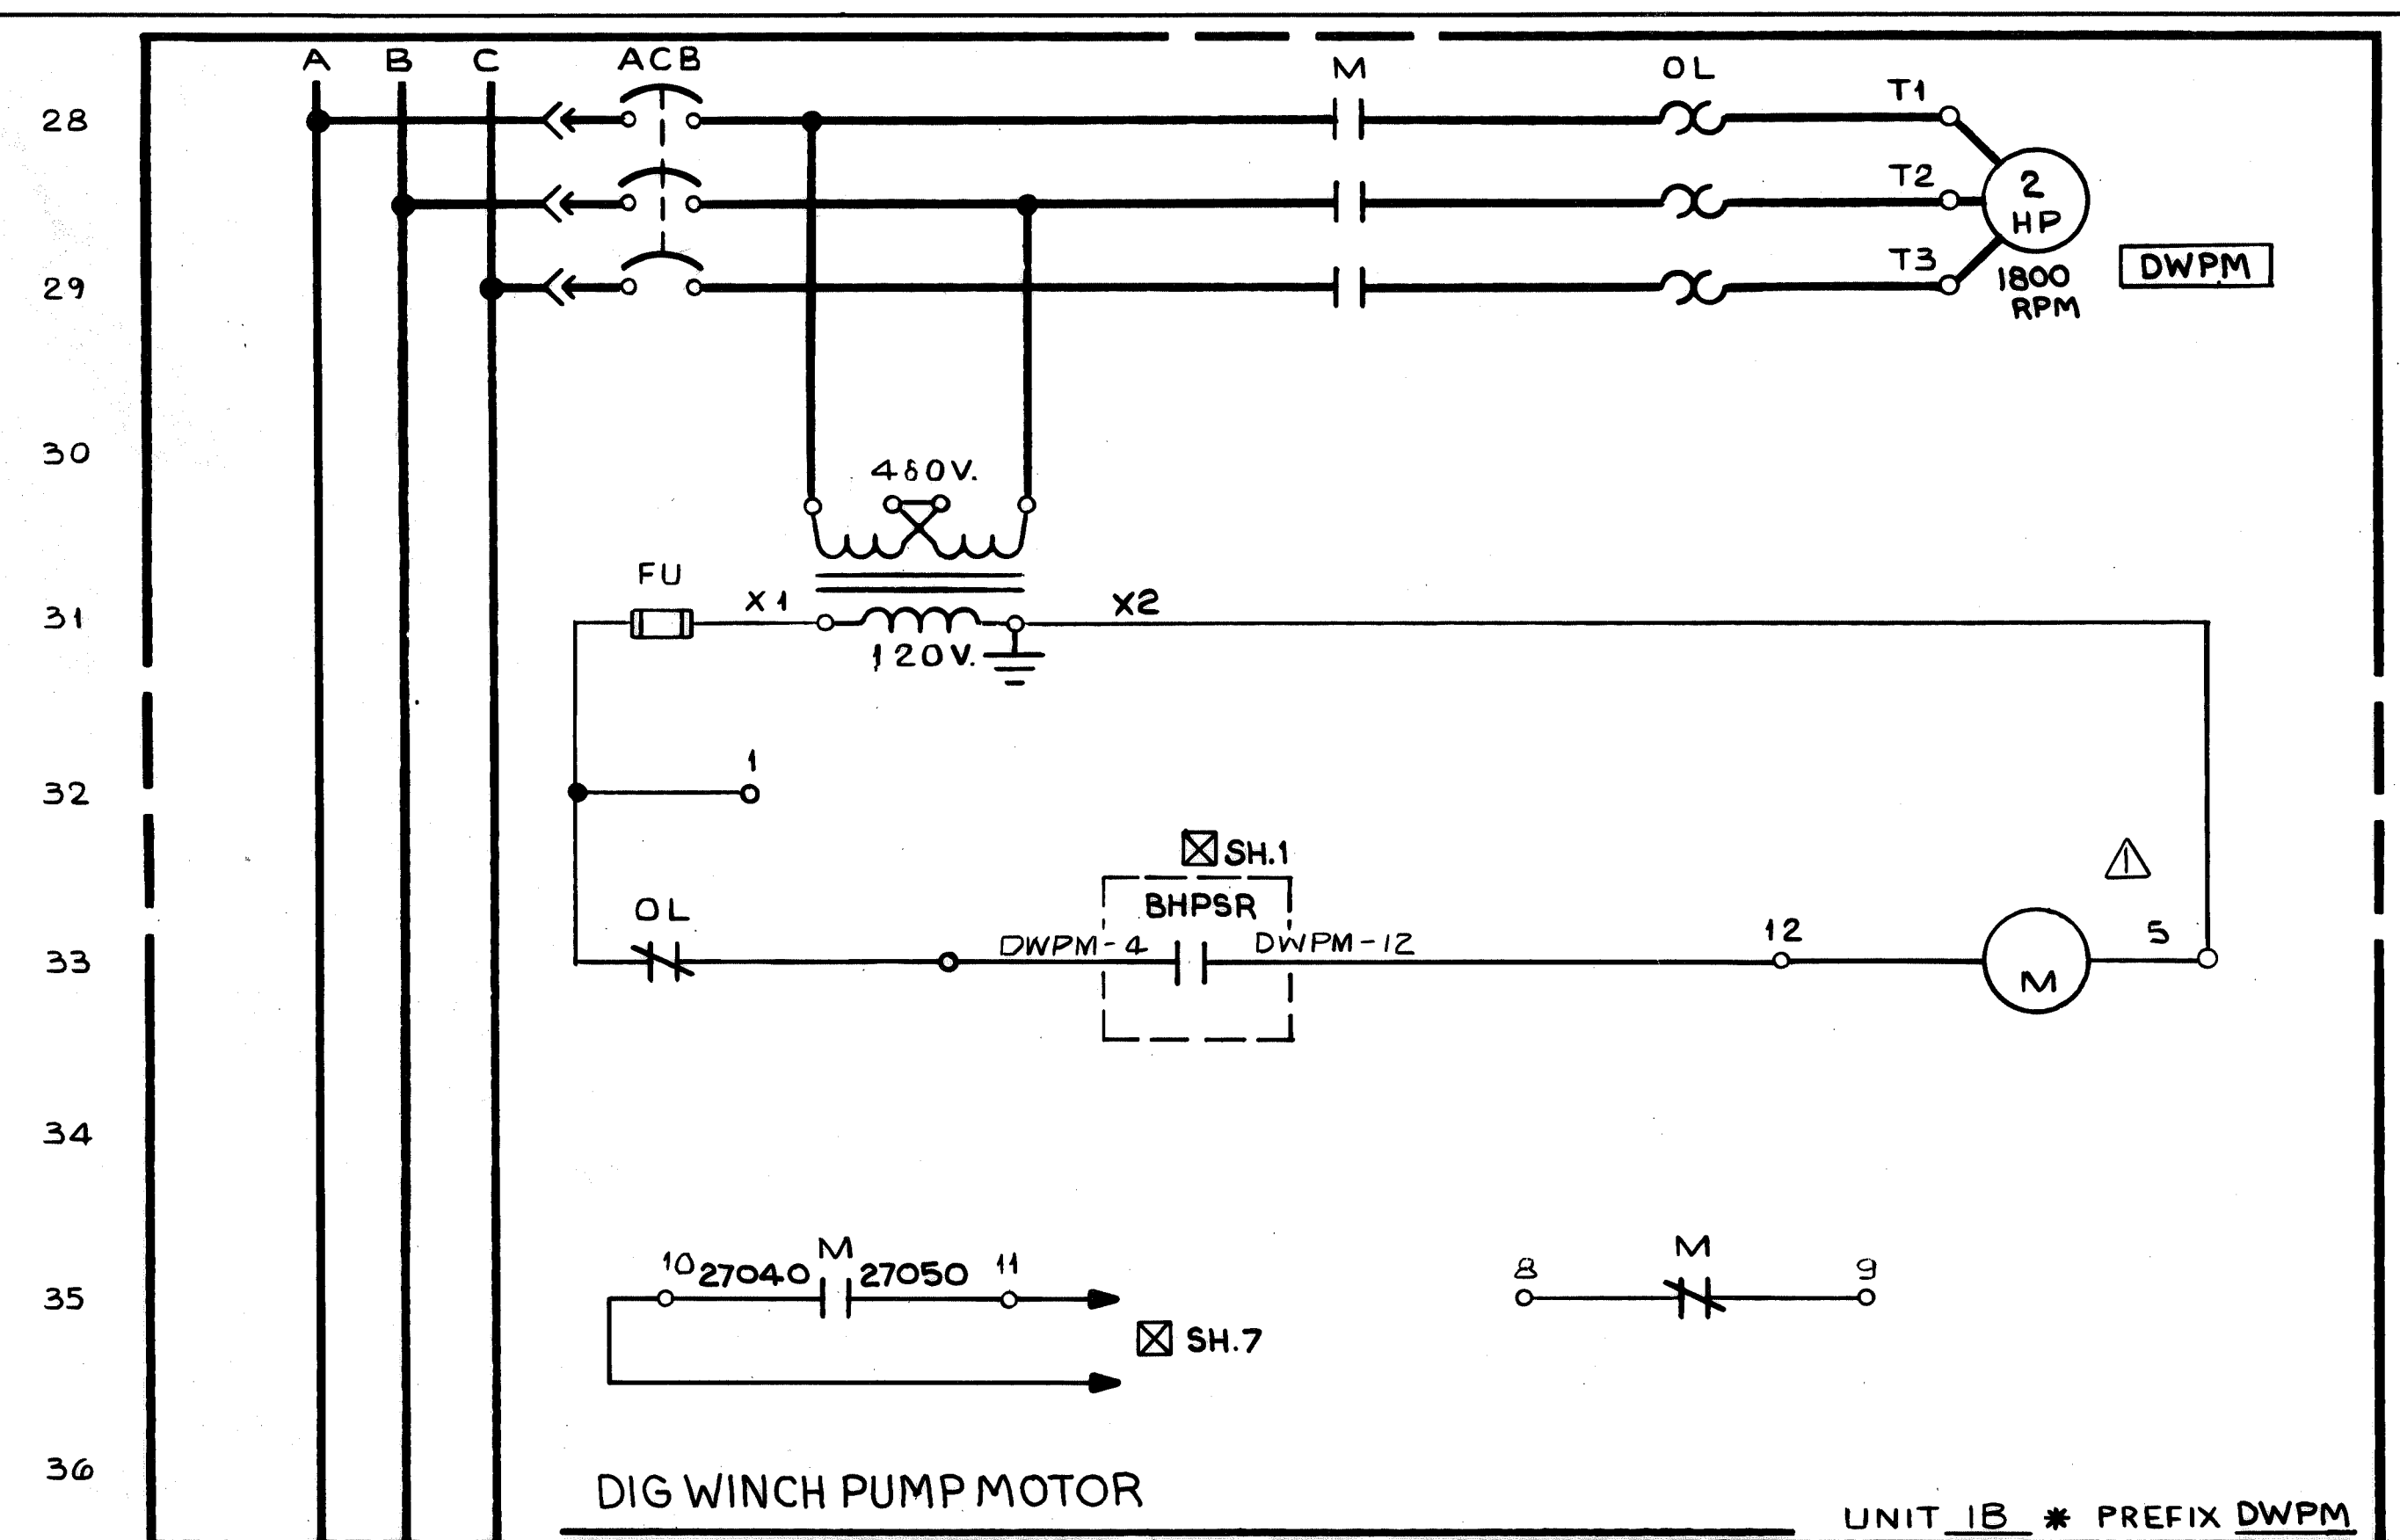 A B C ACB M OL
28 T1
T2 2 HP
29 T3 1800 RPM DWPM
30
480V.
FU
31 X1 X2
120V.
1
32
SH.1
1
OL BHPSR
33 DWPM-4 DWPM-12 12 M 5
34
M M
10 27040 27050 11 8 9
35
SH.7
36
DIG WINCH PUMP MOTOR
UNIT 1B * PREFIX DWPM